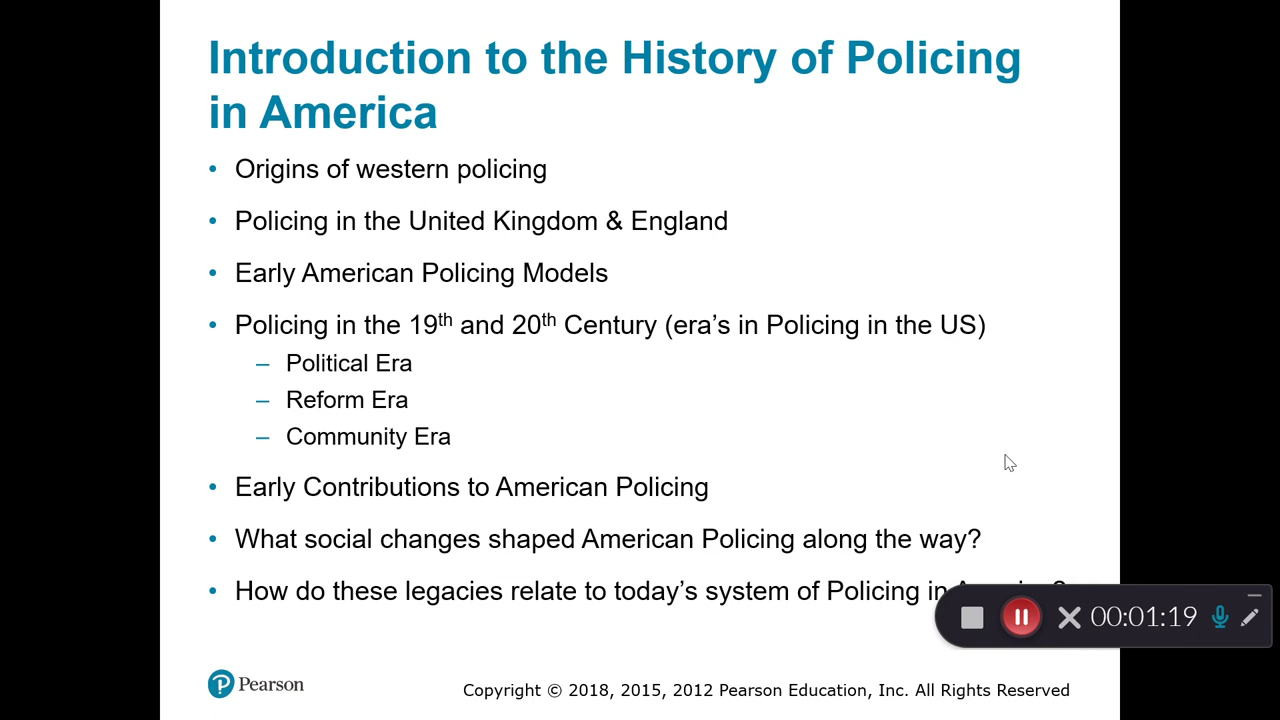 Introduction to the History of Policing
in America
• Origins of western policing
• Policing in the United Kingdom & England
• Early American Policing Models
• Policing in the 19th and 20th Century (era's in Policing in the US)
– Political Era
– Reform Era
– Community Era
• Early Contributions to American Policing
• What social changes shaped American Policing along the way?
• How do these legacies relate to today's system of Policing in
00:01:19
Pearson
Copyright © 2018, 2015, 2012 Pearson Education, Inc. All Rights Reserved